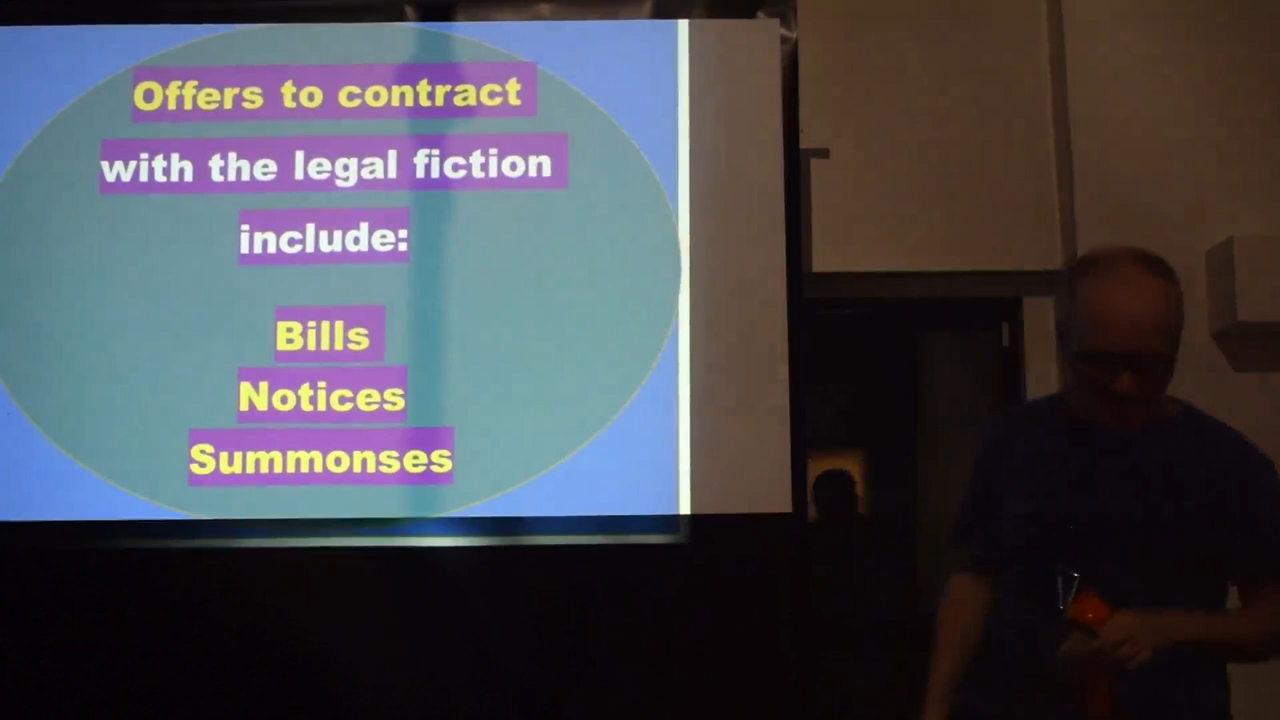 Offers to contract
with the legal fiction
include:
Bills
Notices
Summonses